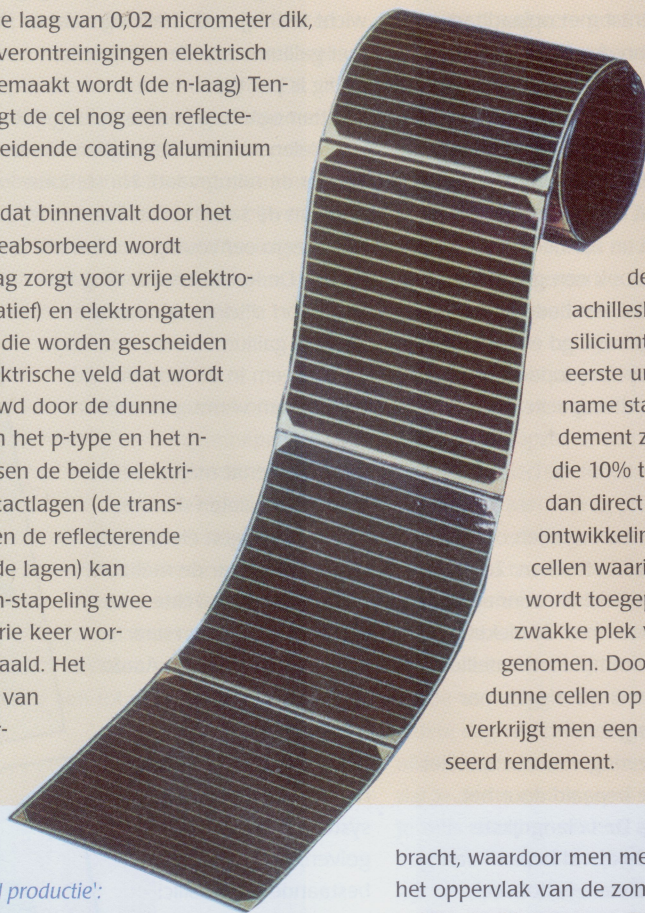 e laag van 0,02 micrometer dik,
verontreinigingen elektrisch
emaakt wordt (de n-laag) Ten-
gt de cel nog een reflecte-
eidende coating (aluminium
dat binnenvalt door het
eabsorbeerd wordt
ag zorgt voor vrije elektro-
atief) en elektrongaten
die worden gescheiden
ektrische veld dat wordt
wd door de dunne
n het p-type en het n-
sen de beide elektri-
tactlagen (de trans-
en de reflecterende
de lagen) kan
n-stapeling twee
rie keer wor-
aald. Het
van
r-
d productie':
de
achillesh
siliciumt
eerste ur
name sta
dement z
die 10% t
dan direct
ontwikkelin
cellen waari
wordt toegep
zwakke plek v
genomen. Doo
dunne cellen op
verkrijgt men een
seerd rendement.
bracht, waardoor men me
het oppervlak van de zon